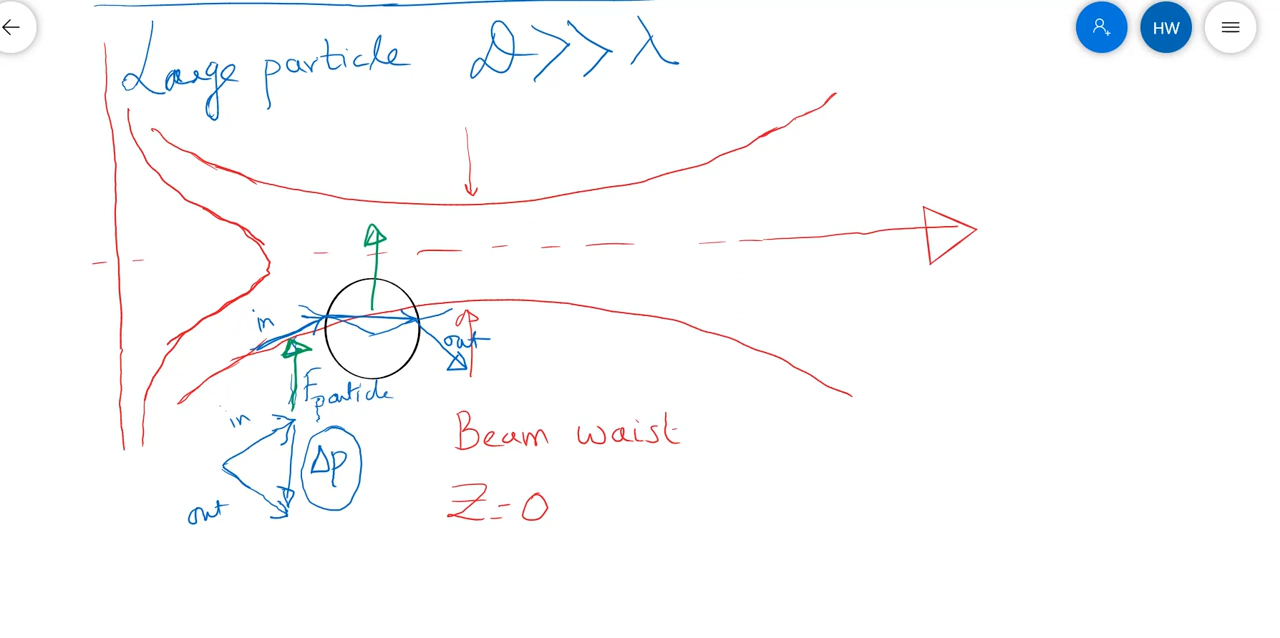 HW
Large particle D >> λ
in
out
F particle
in
Δp
out
Beam waist
Z=0